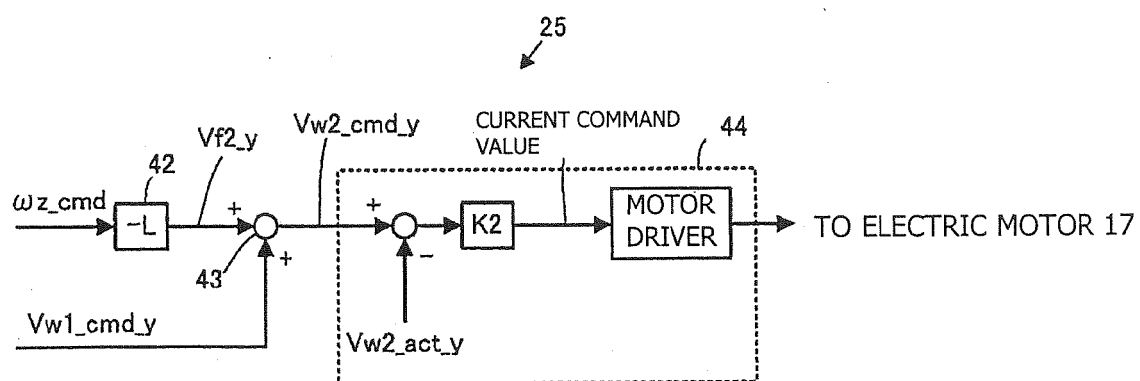 25
CURRENT COMMAND
VALUE
44
Vw2_cmd_y
Vf2_y
42
ωz_cmd
-L
+
43
+
+
-
K2
MOTOR
DRIVER
TO ELECTRIC MOTOR 17
Vw1_cmd_y
Vw2_act_y